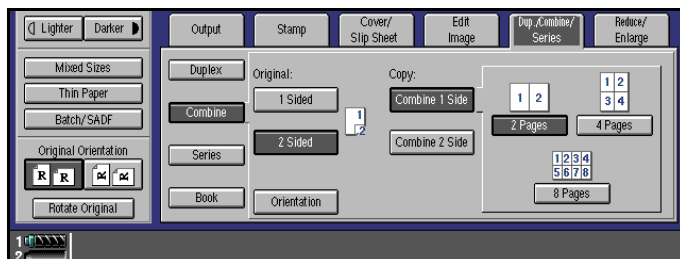 Lighter
Darker
Output
Stamp
Cover/
Slip Sheet
Edit
Image
Dup./Combine/
Series
Reduce/
Enlarge
Mixed Sizes
Thin Paper
Batch/SADF
Original Orientation
R R
R R
Rotate Original
Duplex
Combine
Series
Book
Original:
1 Sided
2 Sided
Orientation
1
2
Copy:
Combine 1 Side
Combine 2 Side
1 2
2 Pages
1 2
3 4
4 Pages
1 2 3 4
5 6 7 8
8 Pages
1
2